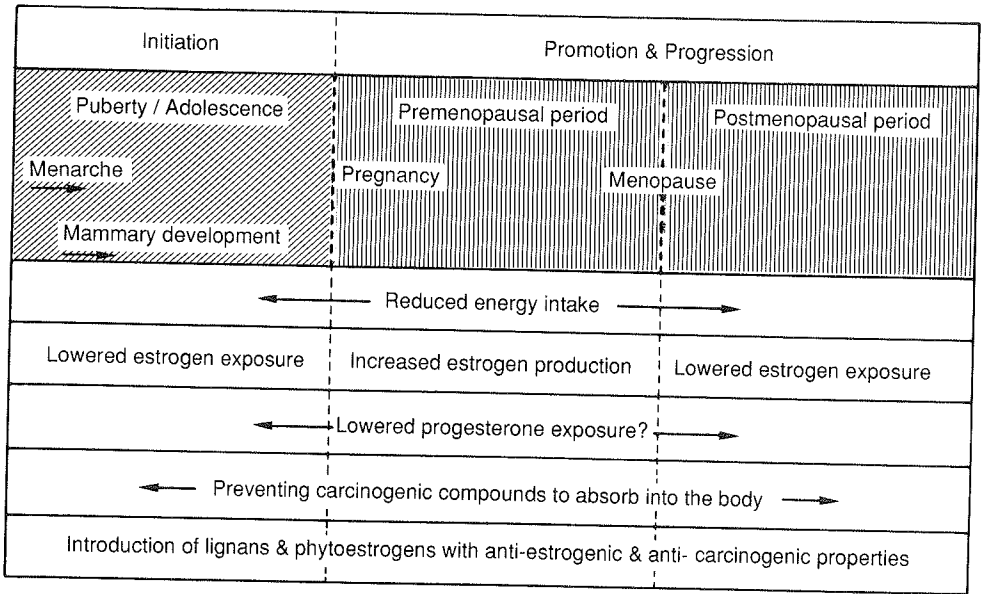 Initiation
Promotion & Progression
Puberty / Adolescence
Premenopausal period
Postmenopausal period
Menarche
Pregnancy
Menopause
Mammary development
Reduced energy intake
Lowered estrogen exposure
Increased estrogen production
Lowered estrogen exposure
Lowered progesterone exposure?
Preventing carcinogenic compounds to absorb into the body
Introduction of lignans & phytoestrogens with anti-estrogenic & anti- carcinogenic properties